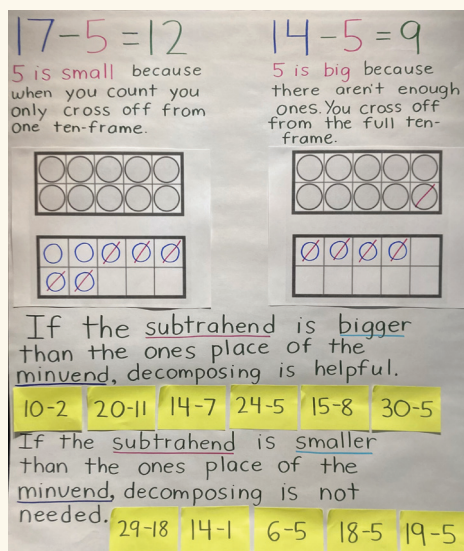 17-5=12
5 is small because
when you count you
only cross off from
one ten-frame.
14-5=9
5 is big because
there aren't enough
ones. You cross off
from the full ten-
frame.
If the subtrahend is bigger
than the ones place of the
minuend, decomposing is helpful.
10-2 20-11 14-7 24-5 15-8 30-5
If the subtrahend is smaller
than the ones place of the
minuend, decomposing is not
needed.
29-18 14-1 6-5 18-5 19-5